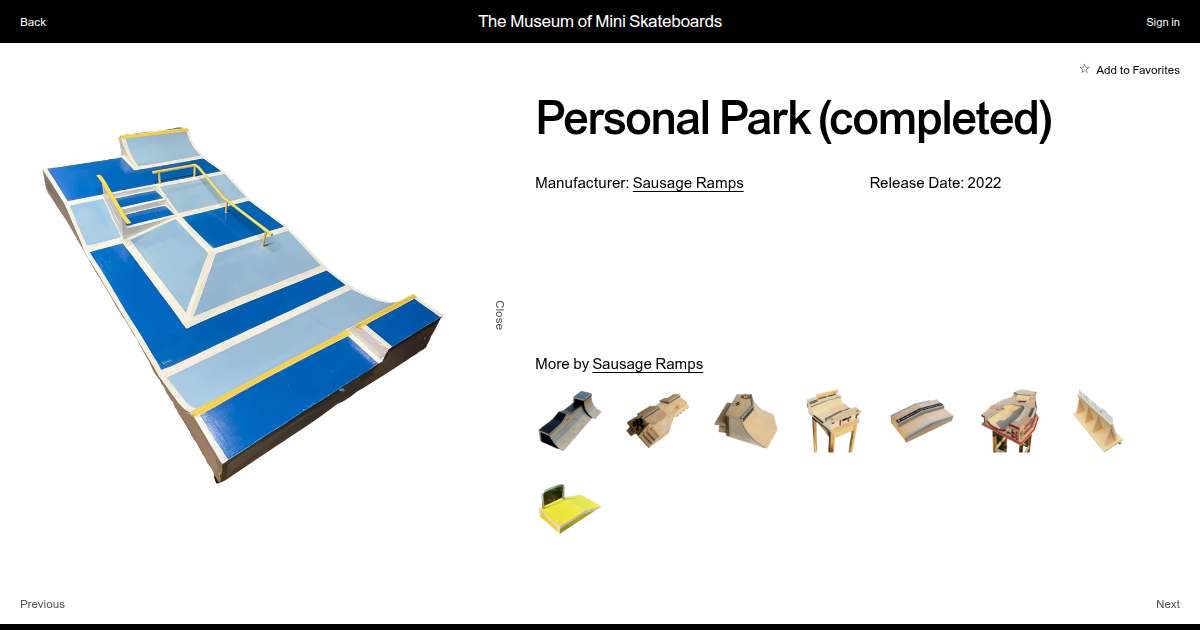 Back
The Museum of Mini Skateboards
Sign in
☆ Add to Favorites
Personal Park (completed)
Manufacturer: Sausage Ramps
Release Date: 2022
Close
More by Sausage Ramps
Previous
Next